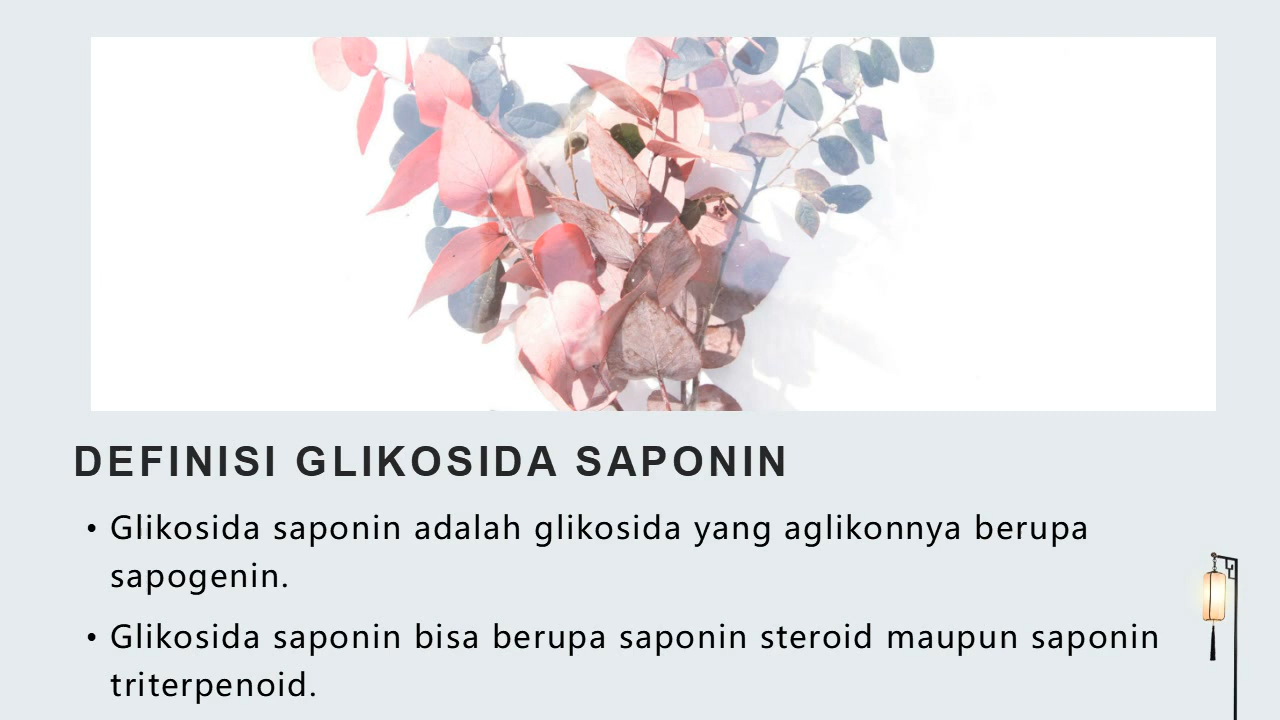 DEFINISI GLIKOSIDA SAPONIN
• Glikosida saponin adalah glikosida yang aglikonnya berupa
sapogenin.
• Glikosida saponin bisa berupa saponin steroid maupun saponin
triterpenoid.